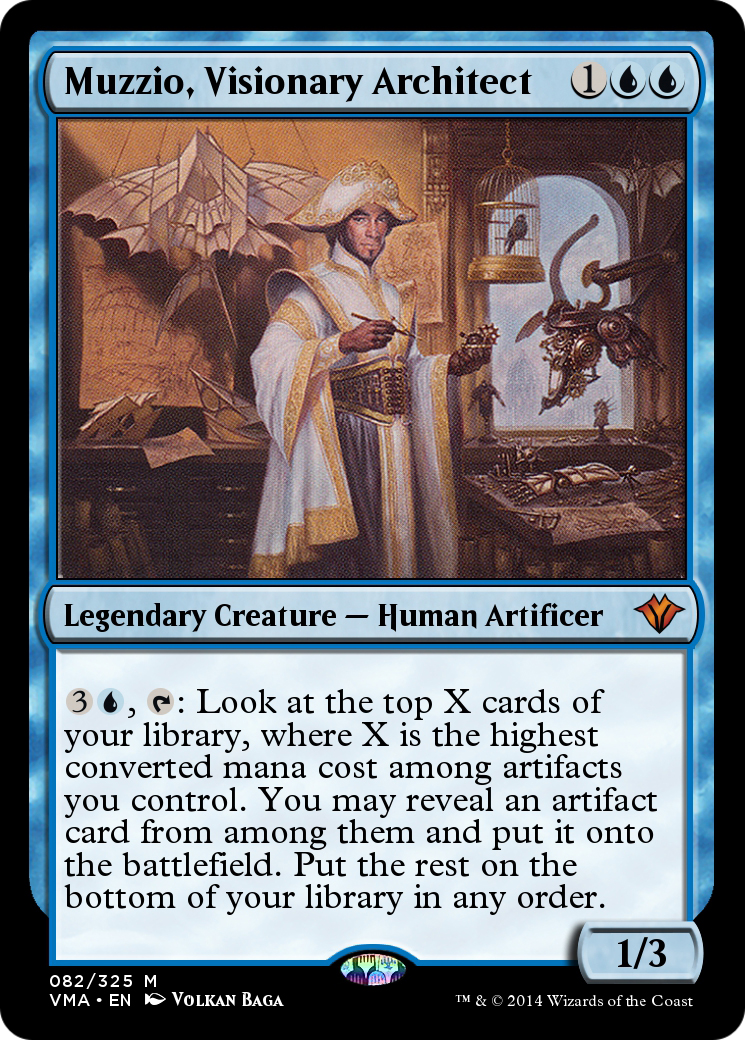 Muzzio, Visionary Architect 1
Legendary Creature — Human Artificer
3 , : Look at the top X cards of
your library, where X is the highest
converted mana cost among artifacts
you control. You may reveal an artifact
card from among them and put it onto
the battlefield. Put the rest on the
bottom of your library in any order.
1/3
082/325 M
VMA • EN Volkan Baga
™ & © 2014 Wizards of the Coast